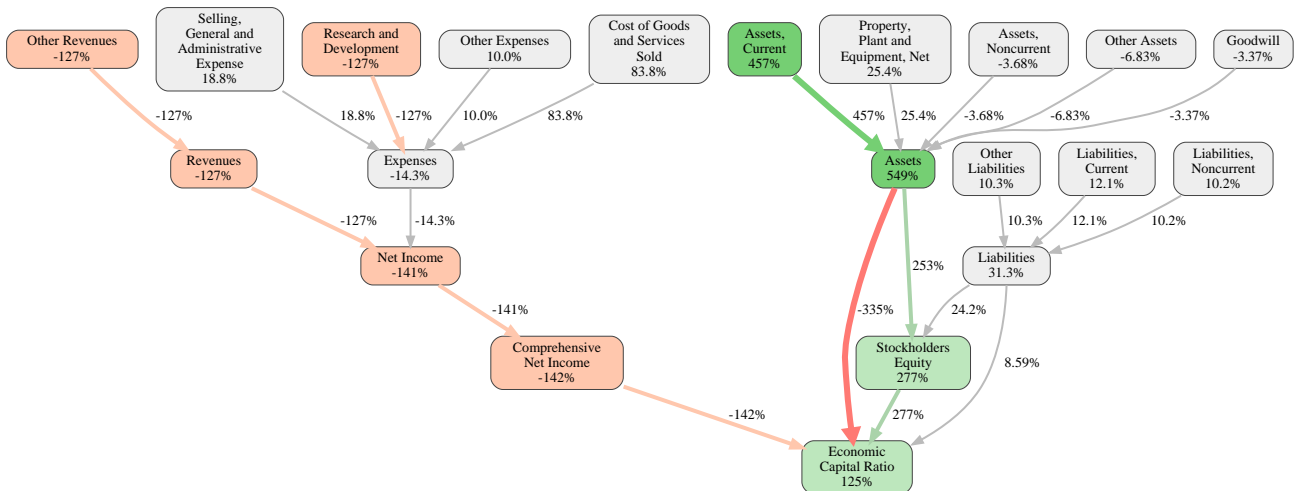 Other Revenues
-127%
Selling,
General and
Administrative
Expense
18.8%
Research and
Development
-127%
Other Expenses
10.0%
Cost of Goods
and Services
Sold
83.8%
Assets,
Current
457%
Property,
Plant and
Equipment, Net
25.4%
Assets,
Noncurrent
-3.68%
Other Assets
-6.83%
Goodwill
-3.37%
-127%
18.8%
-127%
10.0%
83.8%
457%
25.4%
-3.68%
-6.83%
-3.37%
Revenues
-127%
Expenses
-14.3%
Assets
549%
Other
Liabilities
10.3%
Liabilities,
Current
12.1%
Liabilities,
Noncurrent
10.2%
-127%
-14.3%
10.3%
12.1%
10.2%
Net Income
-141%
253%
Liabilities
31.3%
-141%
-335%
24.2%
Comprehensive
Net Income
-142%
Stockholders
Equity
277%
8.59%
-142%
277%
Economic
Capital Ratio
125%